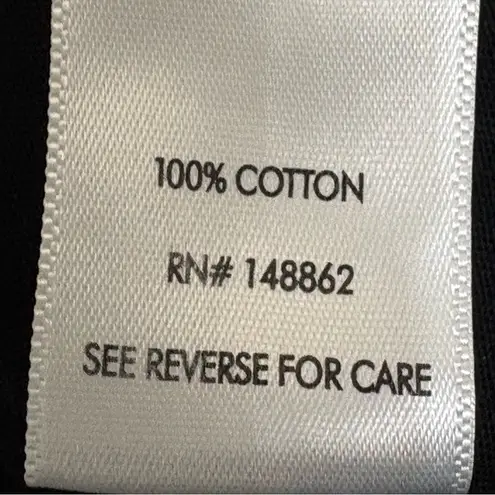 100% COTTON
RN# 148862
SEE REVERSE FOR CARE